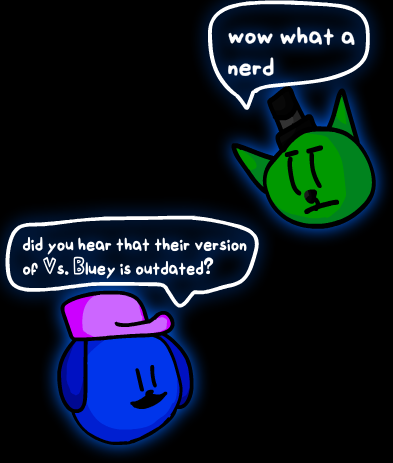 wow what a
nerd
did you hear that their version
of Vs. Bluey is outdated?